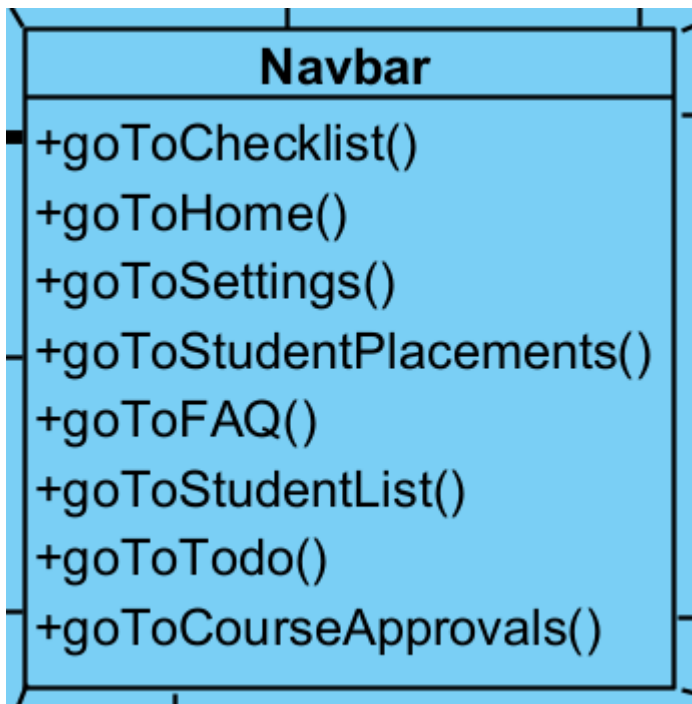 Navbar
+goToChecklist()
+goToHome()
+goToSettings()
+goToStudentPlacements()
+goToFAQ()
+goToStudentList()
+goToTodo()
+goToCourseApprovals()